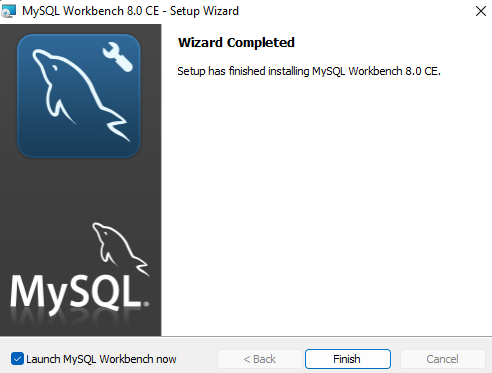 MySQL Workbench 8.0 CE - Setup Wizard
Wizard Completed
Setup has finished installing MySQL Workbench 8.0 CE.
MySQL®
Launch MySQL Workbench now
< Back
Finish
Cancel